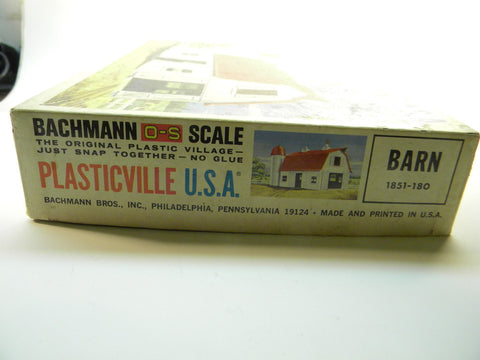 BACHMANN O-S SCALE
THE ORIGINAL PLASTIC VILLAGE—
JUST SNAP TOGETHER—NO GLUE
PLASTICVILLE U.S.A.®
BACHMANN BROS., INC., PHILADELPHIA, PENNSYLVANIA 19124 • MADE AND PRINTED IN U.S.A.
BARN
1851-180